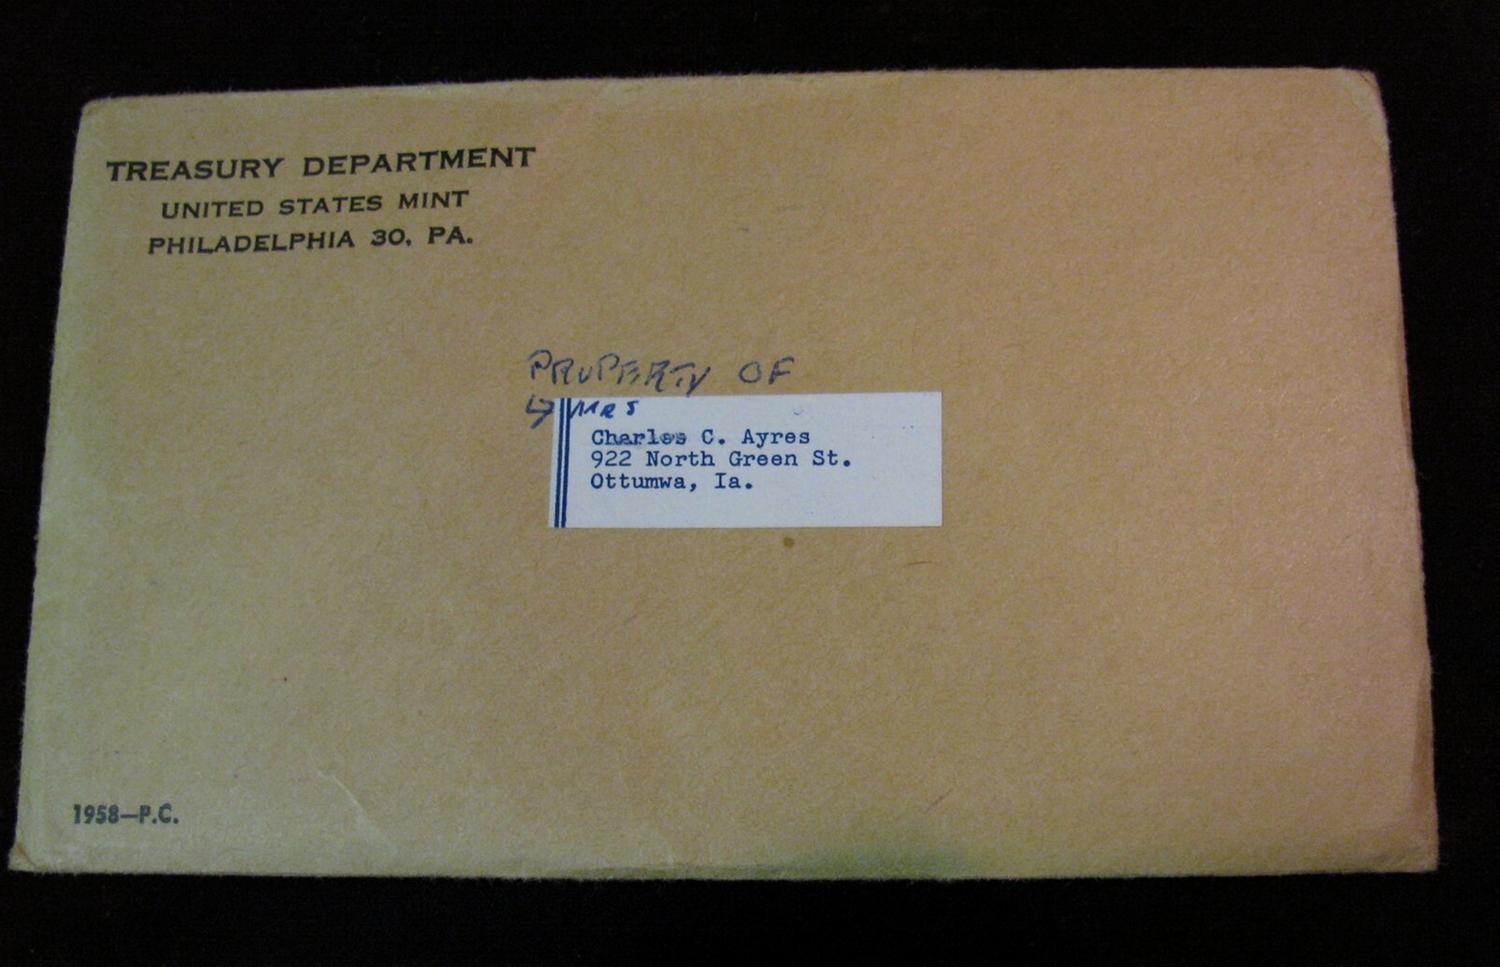 TREASURY DEPARTMENT
UNITED STATES MINT
PHILADELPHIA 30, PA.
PROPERTY OF
MRS
Charles C. Ayres
922 North Green St.
Ottumwa, Ia.
1958—P.C.